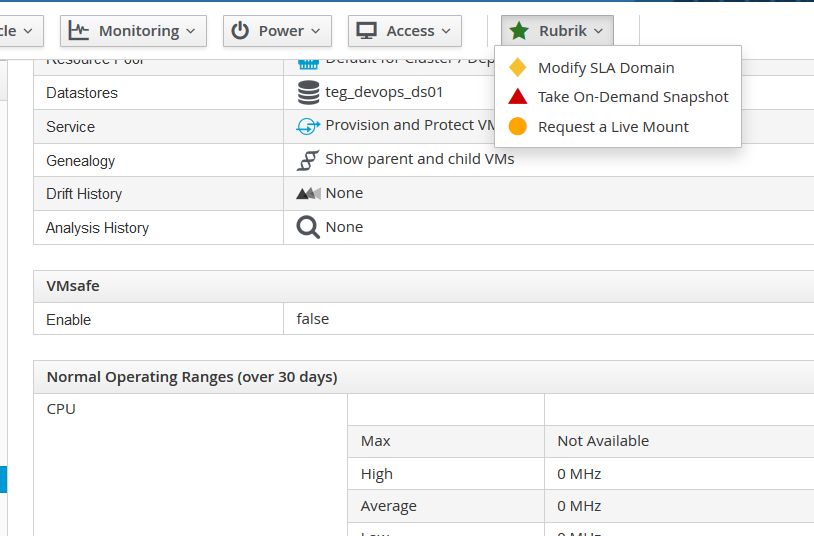 cle Monitoring Power Access Rubrik
Modify SLA Domain
Take On-Demand Snapshot
Request a Live Mount
Resource Pool Default for Cluster / Dep
Datastores teg_devops_ds01
Service Provision and Protect VM
Genealogy Show parent and child VMs
Drift History None
Analysis History None
VMsafe
Enable false
Normal Operating Ranges (over 30 days)
CPU
Max Not Available
High 0 MHz
Average 0 MHz
Low 0 MHz